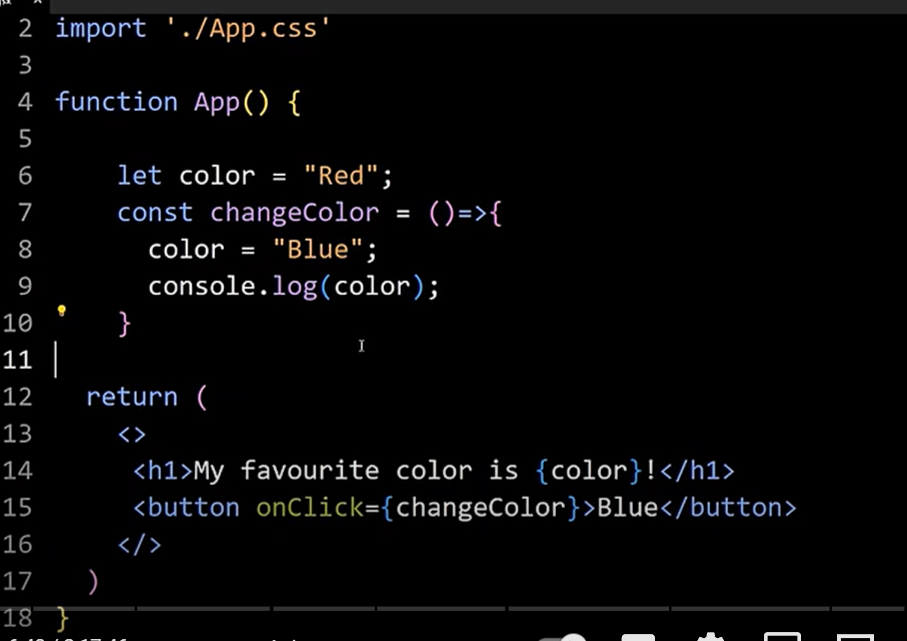 2 import './App.css'
3
4 function App() {
5
6 let color = "Red";
7 const changeColor = ()=>{
8 color = "Blue";
9 console.log(color);
10 }
11
12 return (
13 <>
14 <h1>My favourite color is {color}!</h1>
15 <button onClick={changeColor}>Blue</button>
16 </>
17 )
18 }